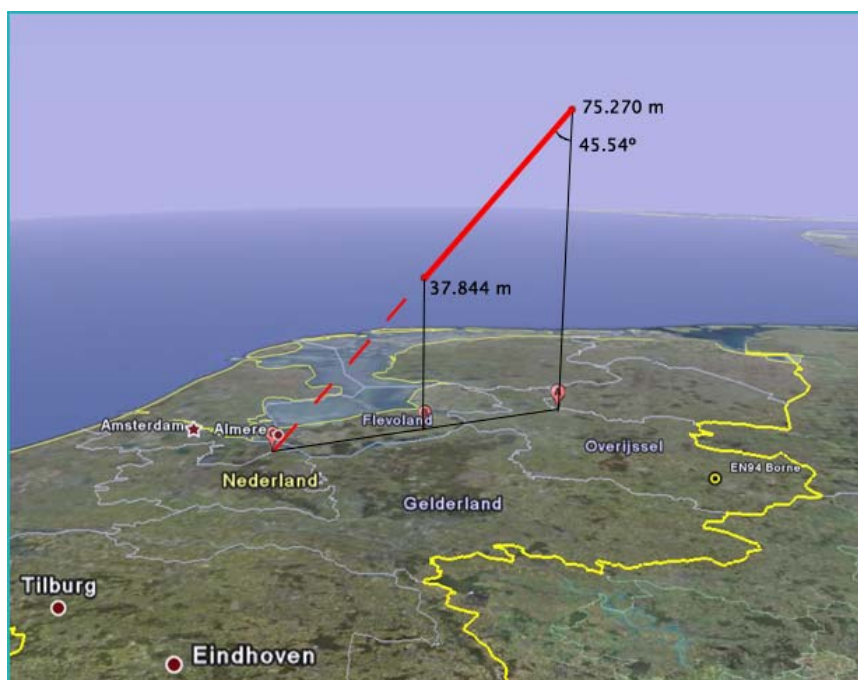 75.270 m
45.54º
37.844 m
Amsterdam
Almere
Flevoland
Overijssel
Nederland
EN94 Borne
Gelderland
Tilburg
Eindhoven